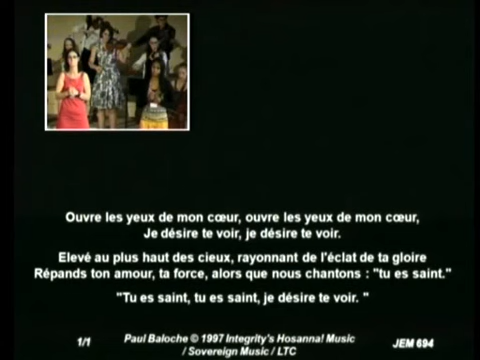 Ouvre les yeux de mon cœur, ouvre les yeux de mon cœur,
Je désire te voir, je désire te voir.
Elevé au plus haut des cieux, rayonnant de l'éclat de ta gloire
Répands ton amour, ta force, alors que nous chantons : "tu es saint."
"Tu es saint, tu es saint, je désire te voir. "
1/1
Paul Baloche © 1997 Integrity's Hosanna! Music
/ Sovereign Music / LTC
JEM 694